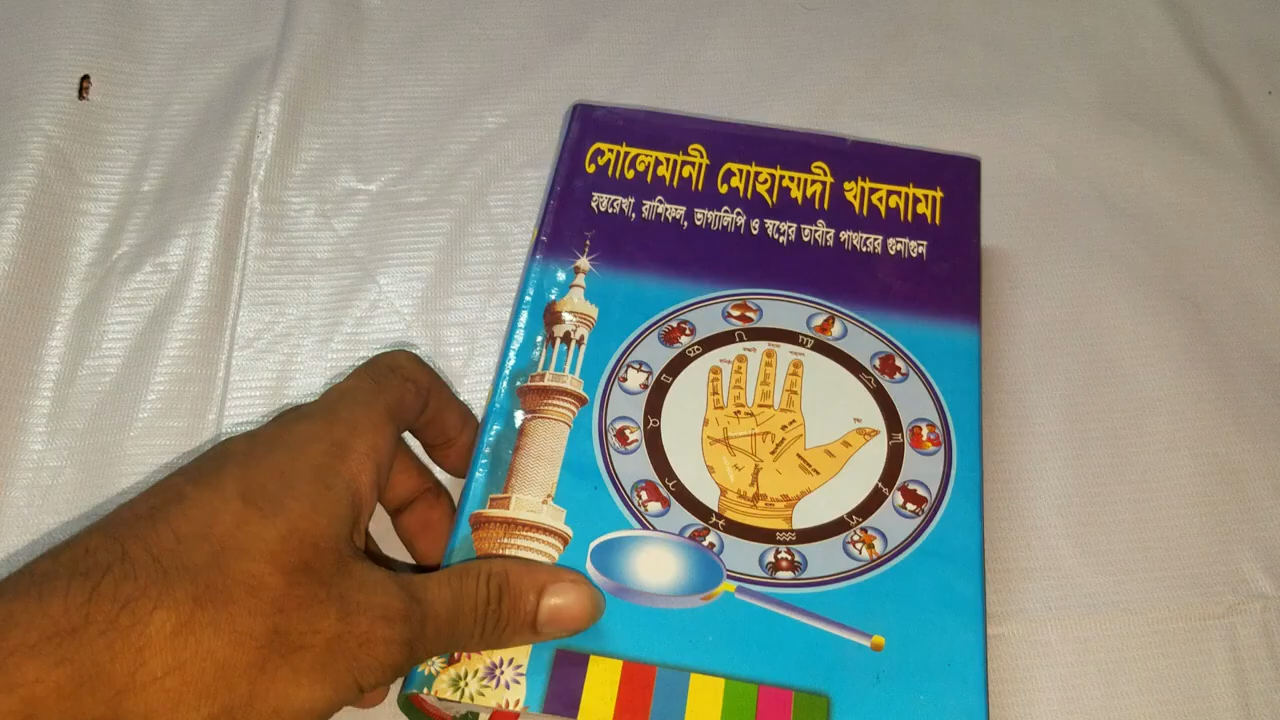 সোলেমানী মোহাম্মদী খাবনামা
হস্তরেখা, রাশিফল, ভাগ্যলিপি ও স্বপ্নের তাবীর পাথরের গুনাগুন